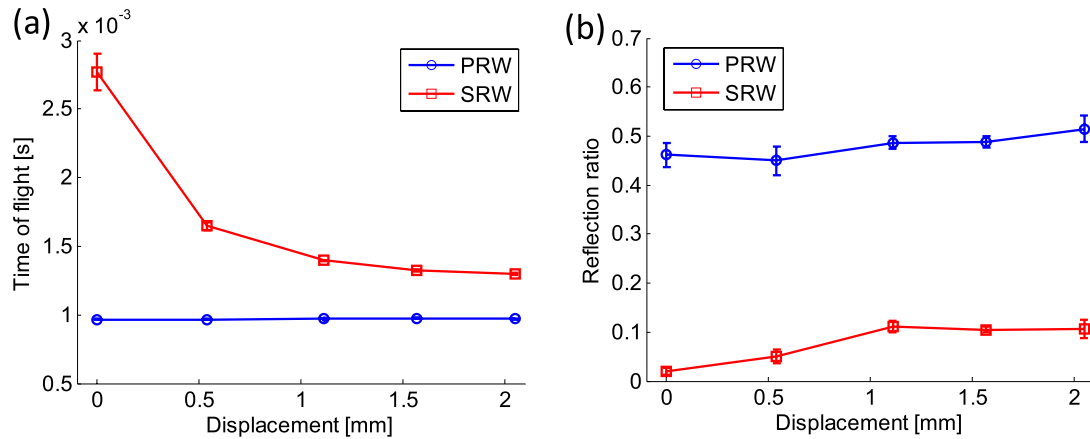 (a)
x 10⁻³
3
2.5
2
1.5
1
0.5
Time of flight [s]
0 0.5 1 1.5 2
Displacement [mm]
PRW
SRW
(b)
0.7
0.6
0.5
0.4
0.3
0.2
0.1
0
Reflection ratio
0 0.5 1 1.5 2
Displacement [mm]
PRW
SRW